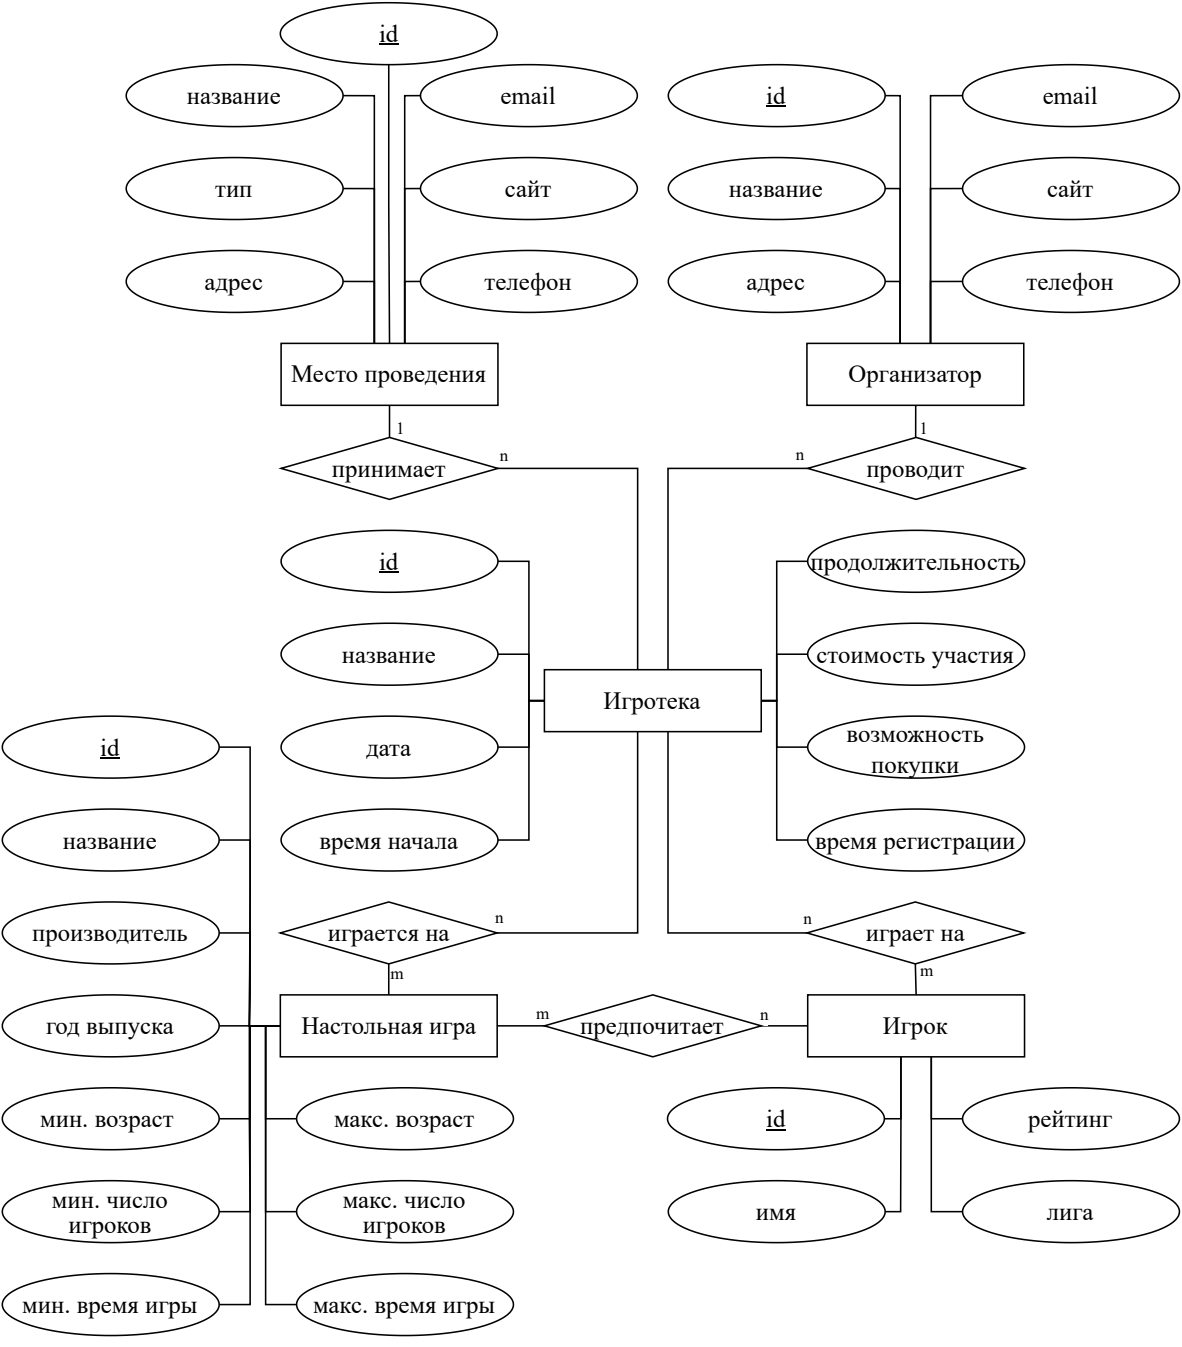 id
название
email
id
email
тип
сайт
название
сайт
адрес
телефон
адрес
телефон
Место проведения
Организатор
1
1
принимает
n
n
проводит
id
продолжительность
название
стоимость участия
Игротека
id
дата
возможность
покупки
название
время начала
время регистрации
производитель
играется на
n
n
играет на
m
m
год выпуска
Настольная игра
m
предпочитает
n
Игрок
мин. возраст
макс. возраст
id
рейтинг
мин. число
игроков
макс. число
игроков
имя
лига
мин. время игры
макс. время игры